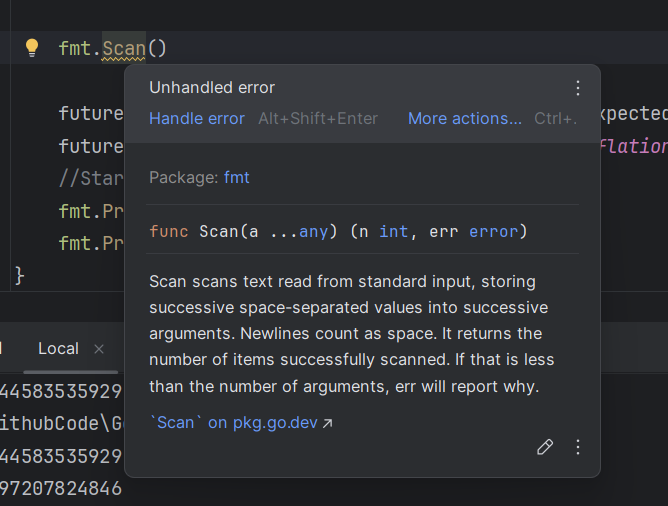 fmt.Scan()
Unhandled error
Handle error Alt+Shift+Enter More actions... Ctrl+.
future xpected
future flation
//Star
Package: fmt
fmt.Pr
func Scan(a ...any) (n int, err error)
fmt.Pr
}
Scan scans text read from standard input, storing
successive space-separated values into successive
arguments. Newlines count as space. It returns the
number of items successfully scanned. If that is less
than the number of arguments, err will report why.
`Scan` on pkg.go.dev↗
Local ×
44583535929
ithubCode\G
44583535929
97207824846